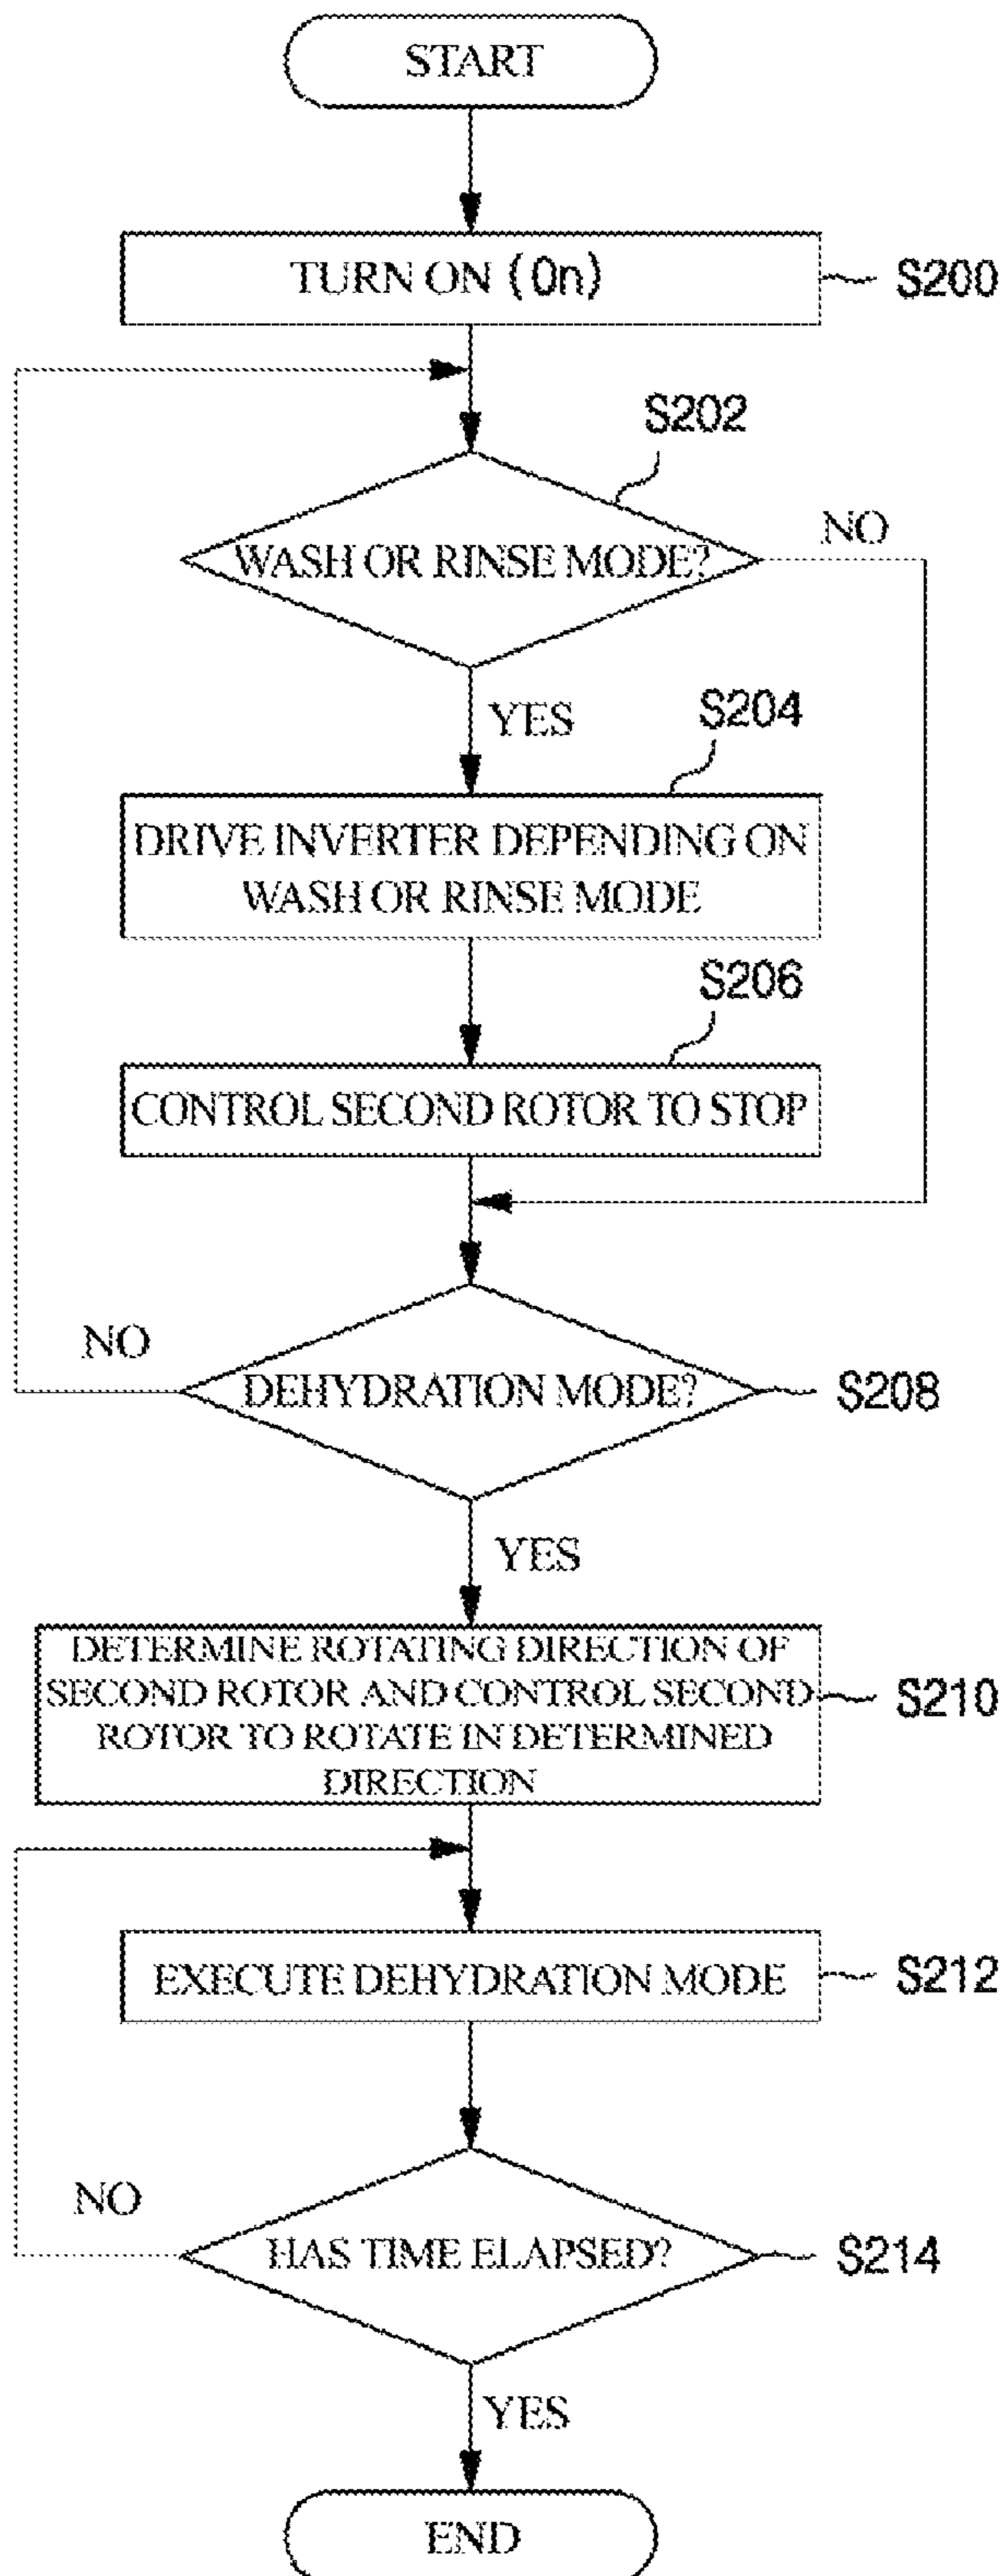 START
TURN ON (On)
S200
S202
WASH OR RINSE MODE?
NO
YES
S204
DRIVE INVERTER DEPENDING ON
WASH OR RINSE MODE
S206
CONTROL SECOND ROTOR TO STOP
NO
DEHYDRATION MODE?
S208
YES
DETERMINE ROTATING DIRECTION OF
SECOND ROTOR AND CONTROL SECOND
ROTOR TO ROTATE IN DETERMINED
DIRECTION
S210
EXECUTE DEHYDRATION MODE
S212
NO
HAS TIME ELAPSED?
S214
YES
END